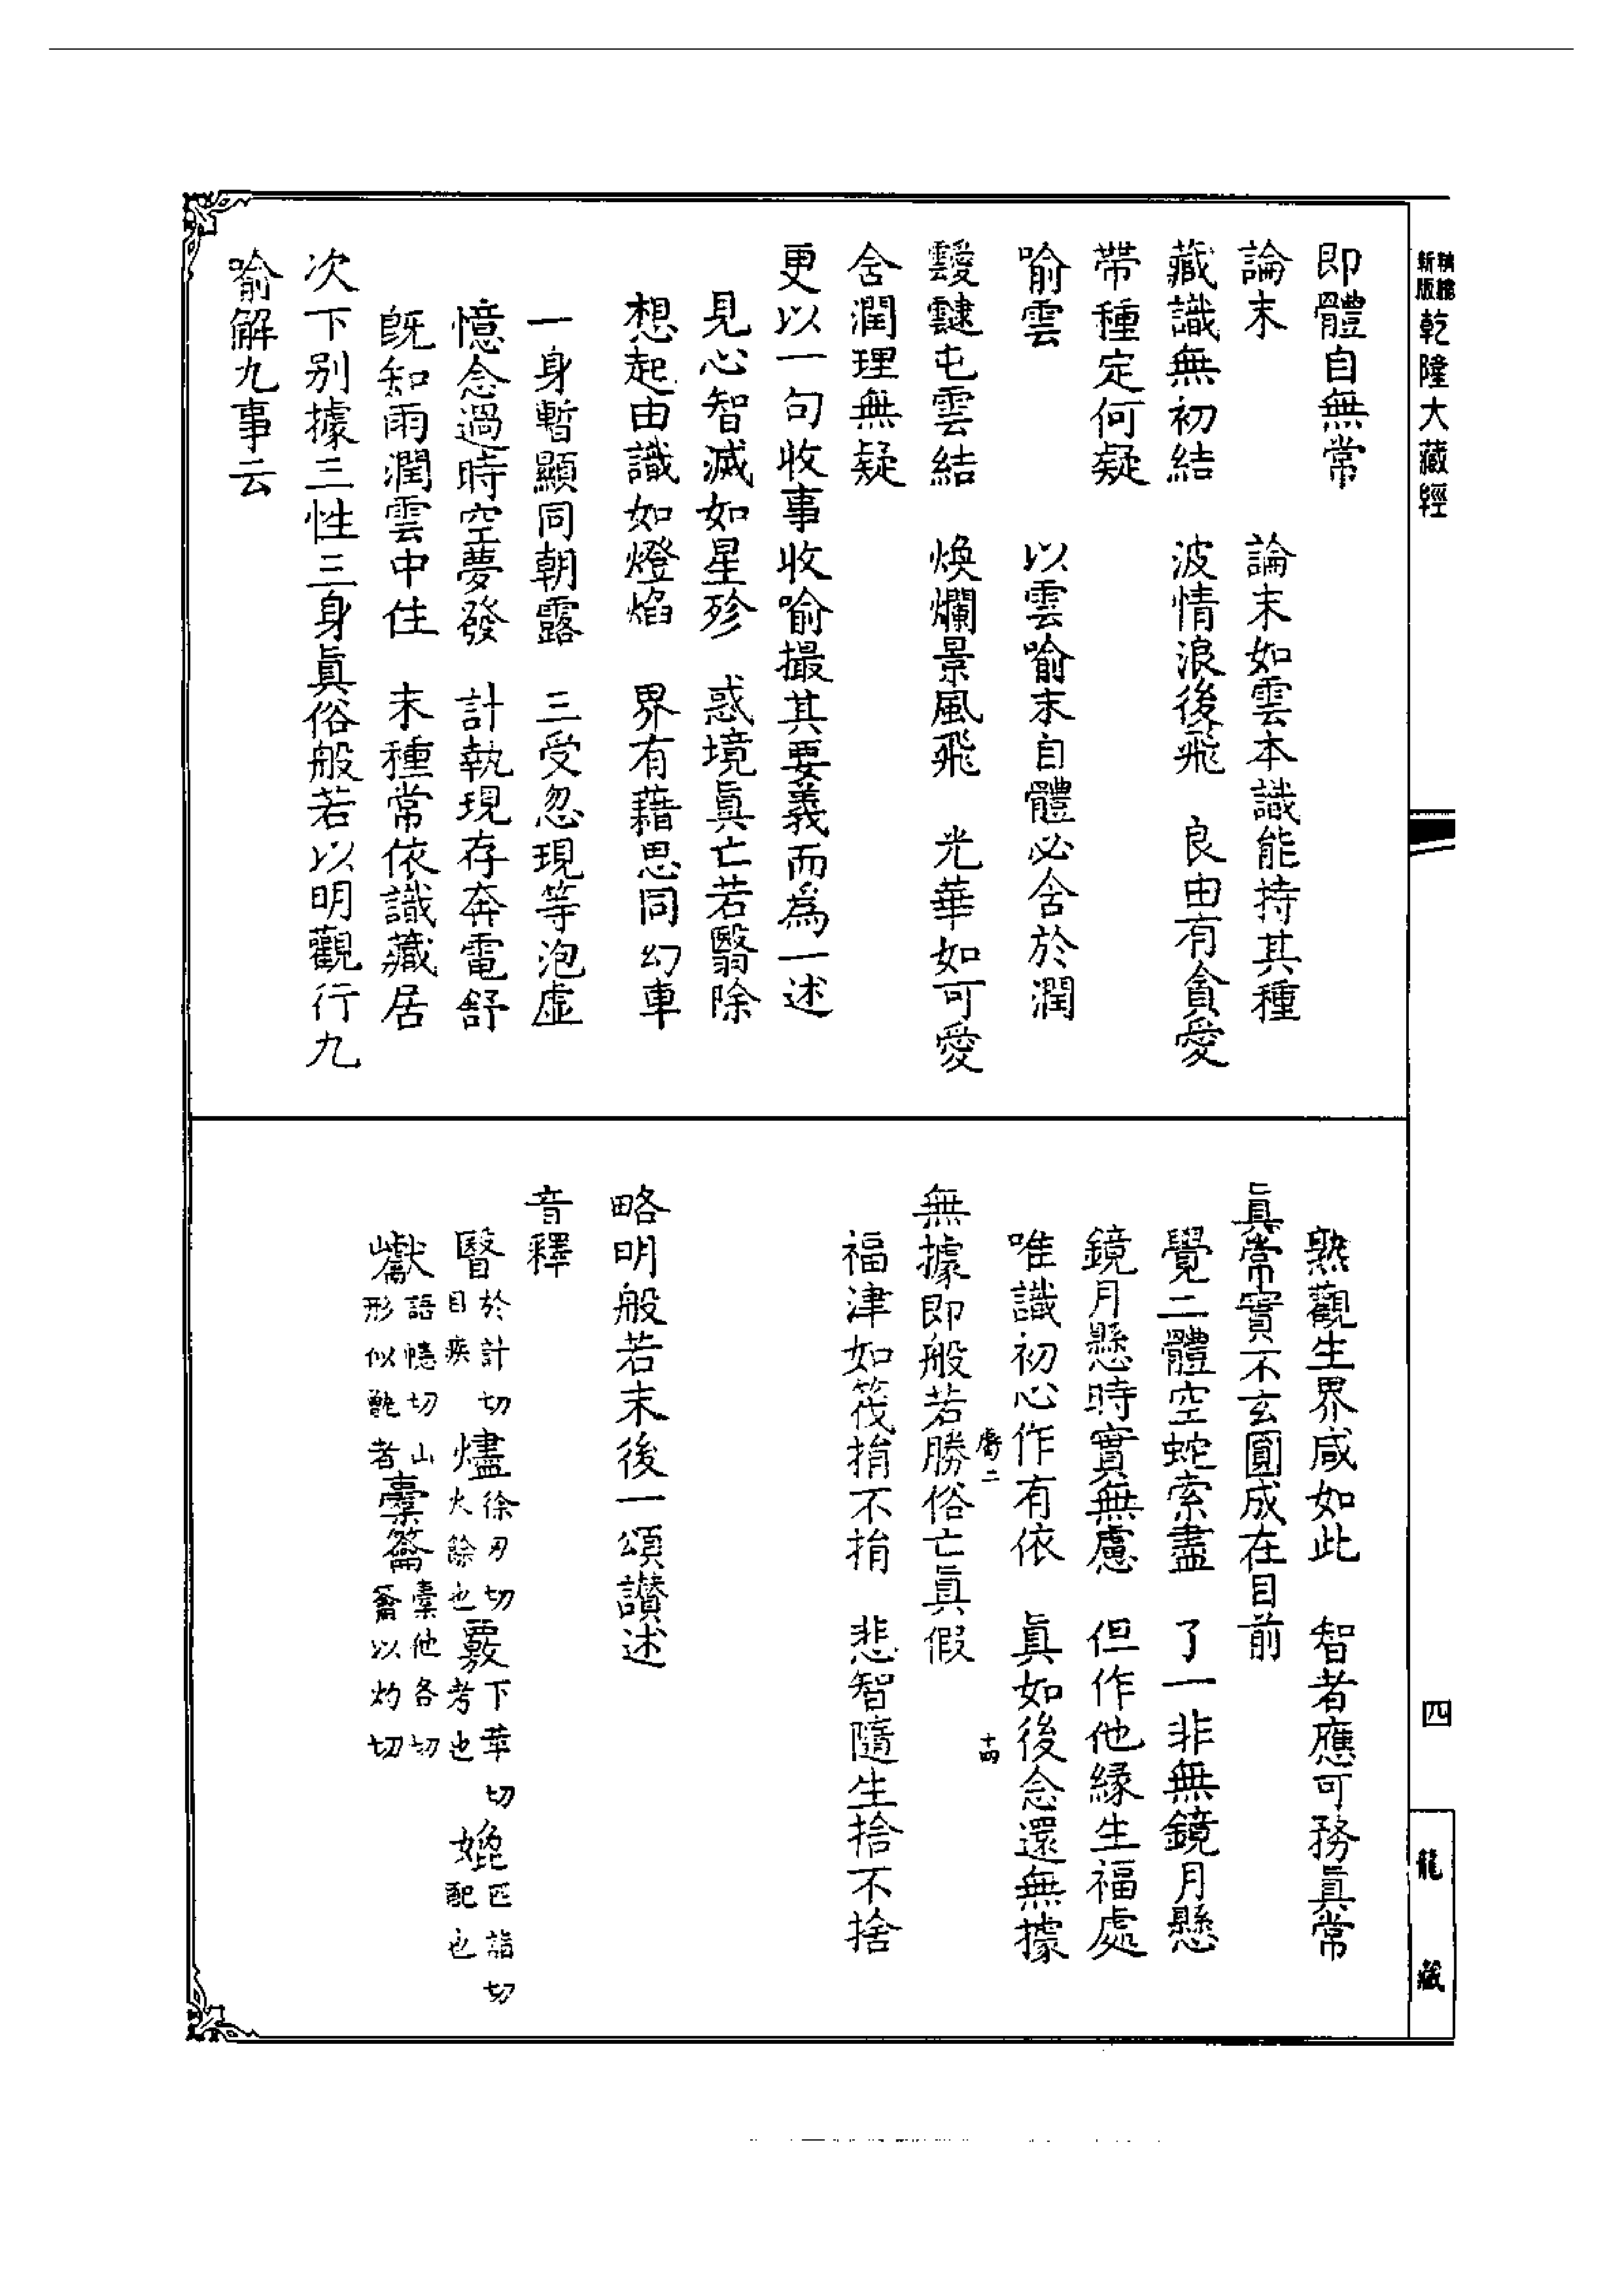 精縮新版乾隆大藏經
即體自無常
論末　論末如雲本識能持其種
藏識無初結　波情浪後飛　良由有貪愛
帶種定何疑
喻雲　以雲喻末自體必含於潤
靉靆屯雲結　煥爛景風飛　光華如可愛
含潤理無疑
更以一句收事收喻撮其要義而為一述
見心智滅如星殄　惑境真亡若翳除
想起由識如燈焰　界有藉思同幻車
一身暫顯同朝露　三受忽現等泡虛
憶念過時空夢發　計執現存奔電舒
既知雨潤雲中住　末種常依識藏居
次下別據三性三身眞俗般若以明觀行九
喻解九事云
熟觀生界咸如此　智者應可務眞常
眞常實不玄圓成在目前
覺二體空蛇索盡　了一非無鏡月懸
鏡月懸時實無慮　但作他緣生福處
唯識初心作有依　眞如後念還無據
二　十四
無據即般若勝俗亡眞假
福津如筏捐不捐　悲智隨生捨不捨
略明般若末後一頌讚述
音釋
瞖於計切目疾 燼徐刃切火餘也 覈下革切考也 媲匹詣切配也
巘語㡧切山形似甑者 橐籥橐他各切籥以灼切
四
龍藏